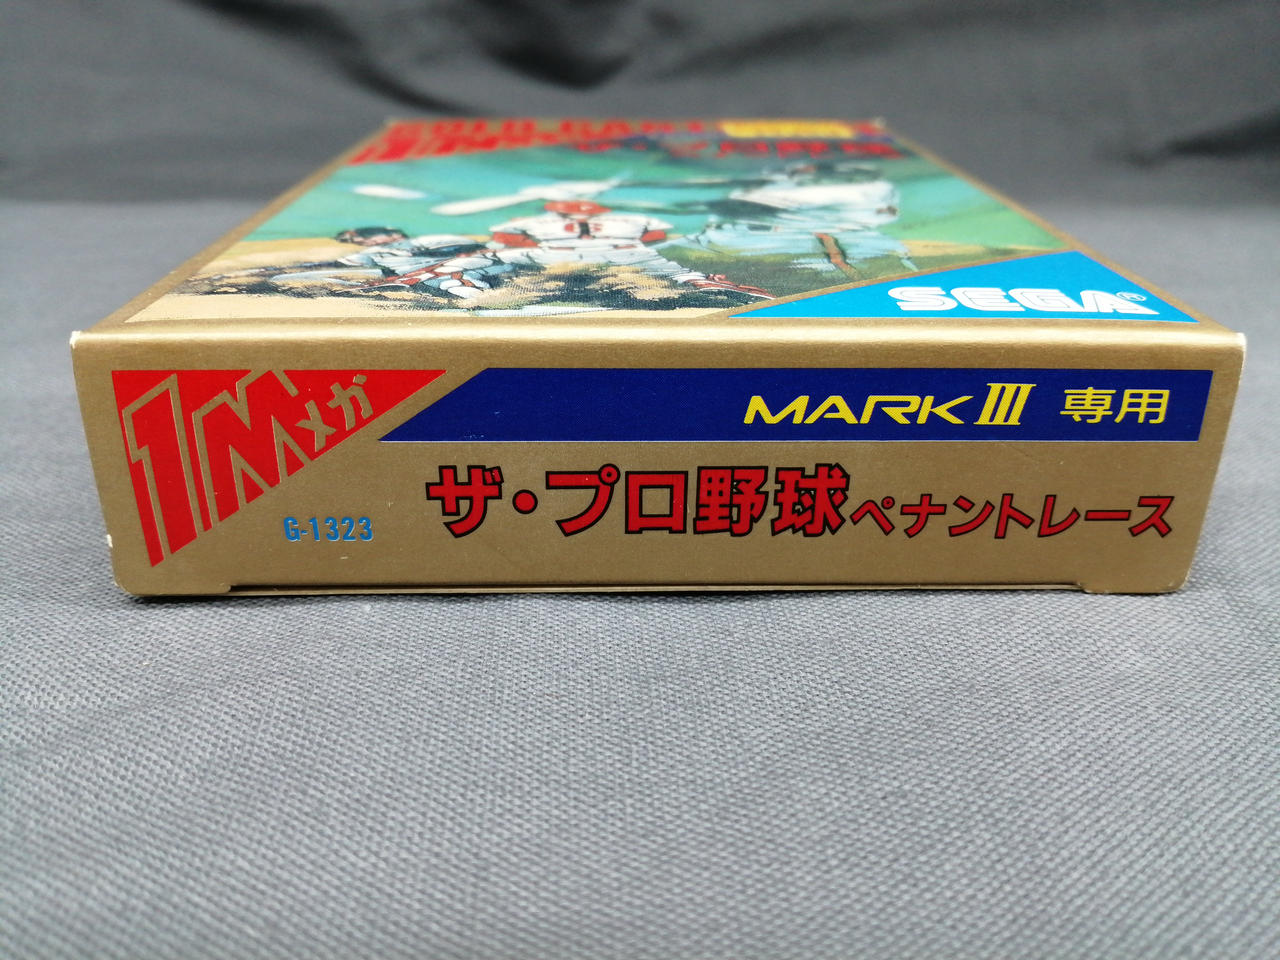 SEGA®
1Mメガ
MARK III 専用
ザ・プロ野球ペナントレース
G-1323